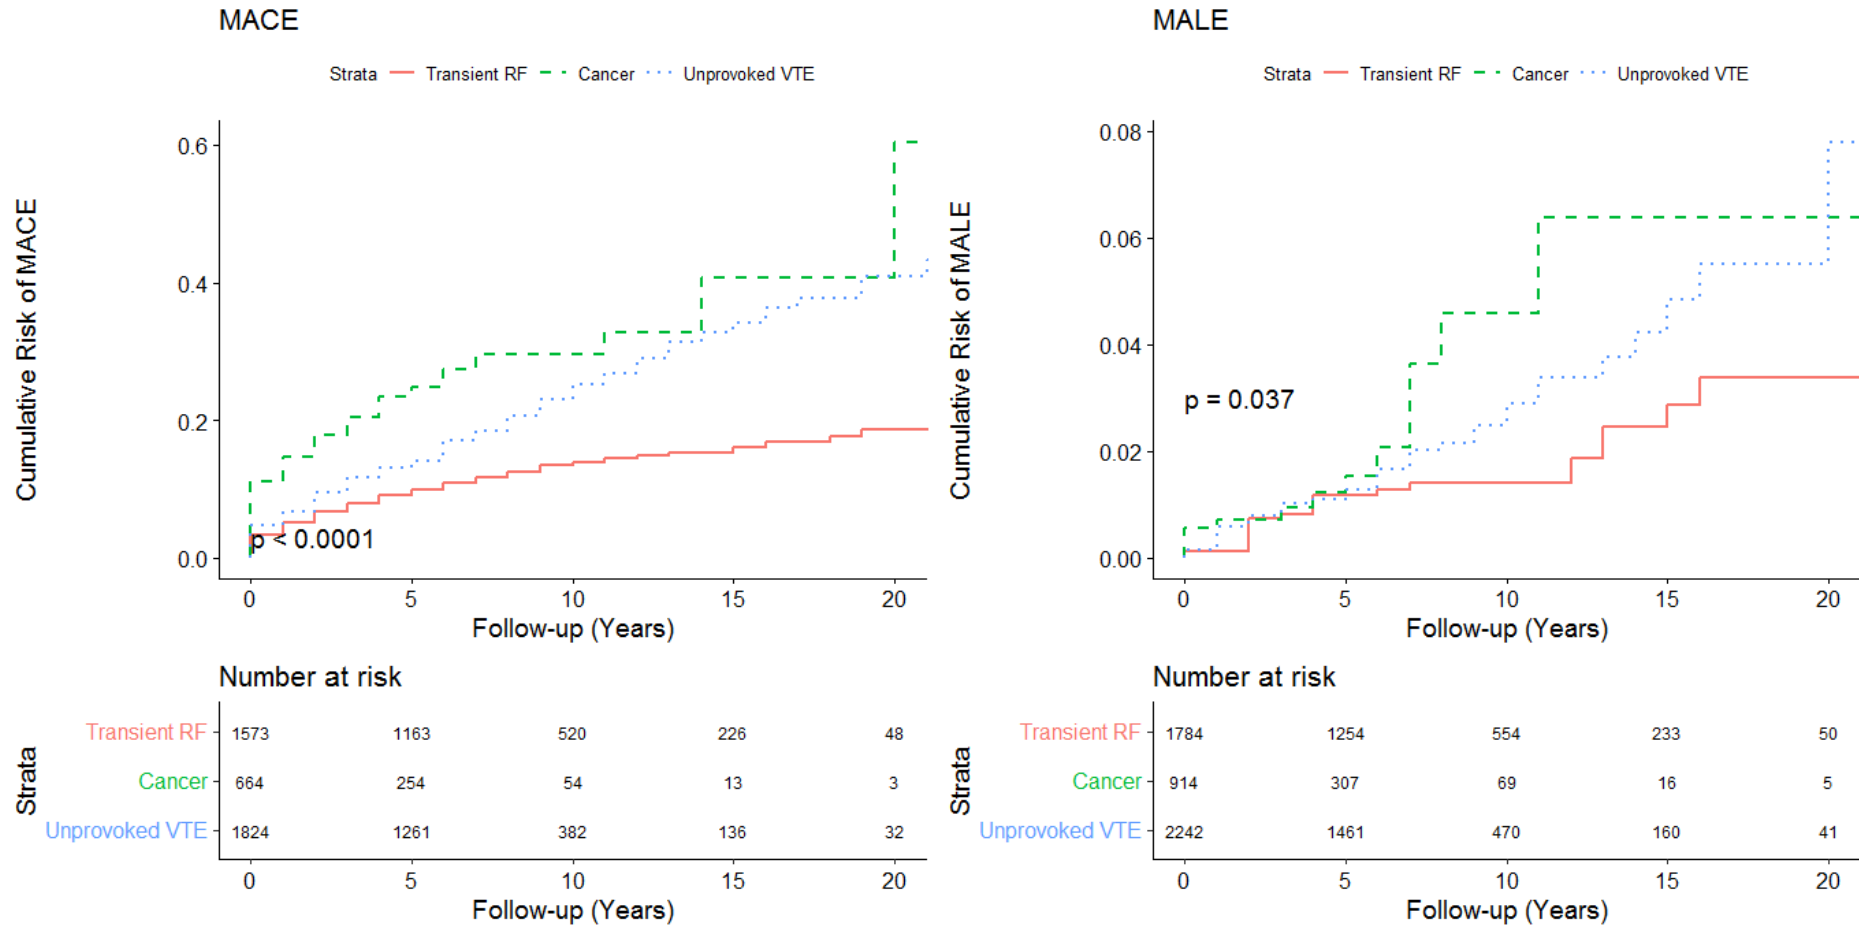 MACE
Strata Transient RF Cancer Unprovoked VTE
Cumulative Risk of MACE
0.6
0.4
0.2
0.0
p < 0.0001
0 5 10 15 20
Follow-up (Years)
Number at risk
Strata
Transient RF 1573 1163 520 226 48
Cancer 664 254 54 13 3
Unprovoked VTE 1824 1261 382 136 32
0 5 10 15 20
Follow-up (Years)
MALE
Strata Transient RF Cancer Unprovoked VTE
Cumulative Risk of MALE
0.08
0.06
0.04
0.02
0.00
p = 0.037
0 5 10 15 20
Follow-up (Years)
Number at risk
Strata
Transient RF 1784 1254 554 233 50
Cancer 914 307 69 16 5
Unprovoked VTE 2242 1461 470 160 41
0 5 10 15 20
Follow-up (Years)